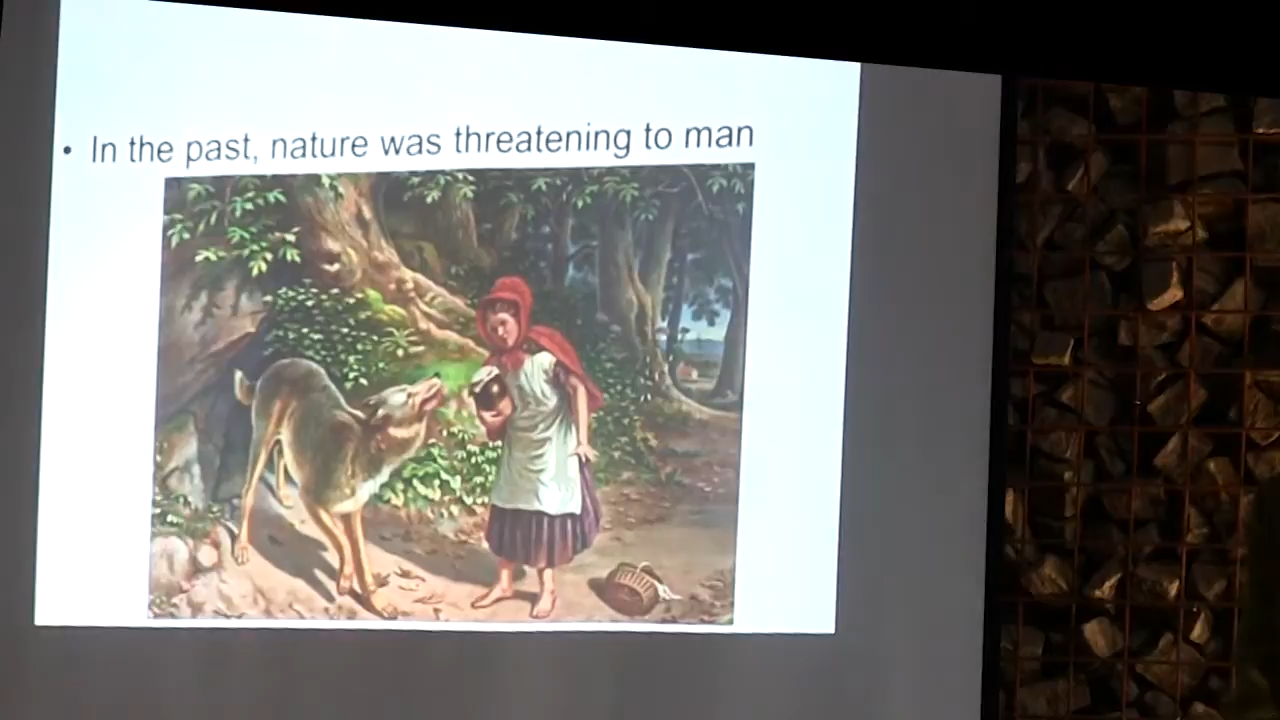 • In the past, nature was threatening to man